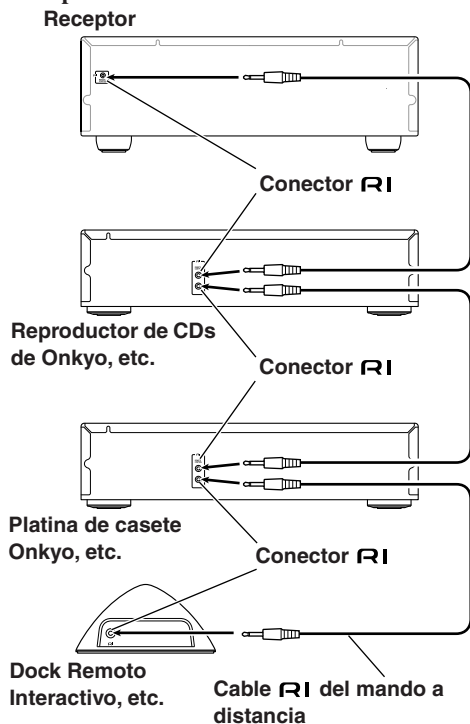 Receptor
Conector RI
Reproductor de CDs
de Onkyo, etc.
Conector RI
Platina de casete
Onkyo, etc.
Conector RI
Dock Remoto
Interactivo, etc.
Cable RI del mando a
distancia